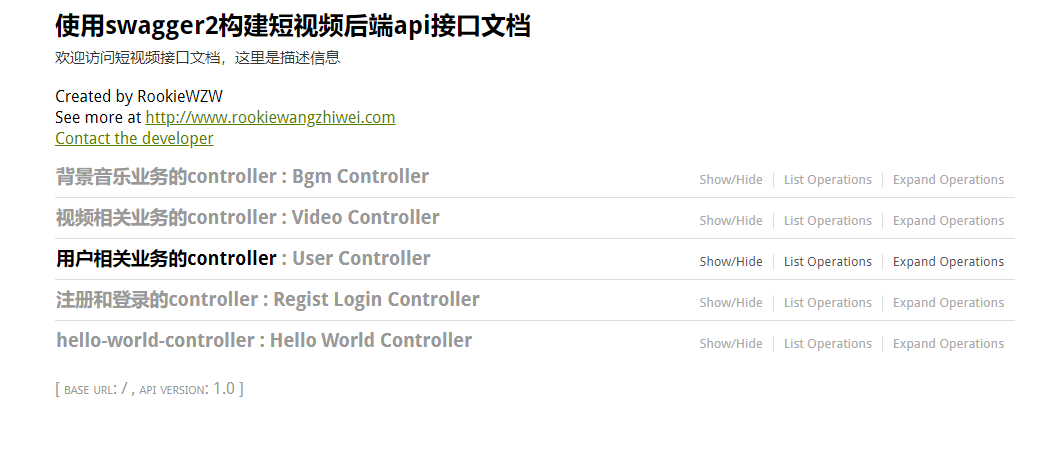 使用swagger2构建短视频后端api接口文档
欢迎访问短视频接口文档，这里是描述信息
Created by RookieWZW
See more at http://www.rookiewangzhiwei.com
Contact the developer
背景音乐业务的controller : Bgm Controller Show/Hide List Operations Expand Operations
视频相关业务的controller : Video Controller Show/Hide List Operations Expand Operations
用户相关业务的controller : User Controller Show/Hide List Operations Expand Operations
注册和登录的controller : Regist Login Controller Show/Hide List Operations Expand Operations
hello-world-controller : Hello World Controller Show/Hide List Operations Expand Operations
[ BASE URL: / , API VERSION: 1.0 ]